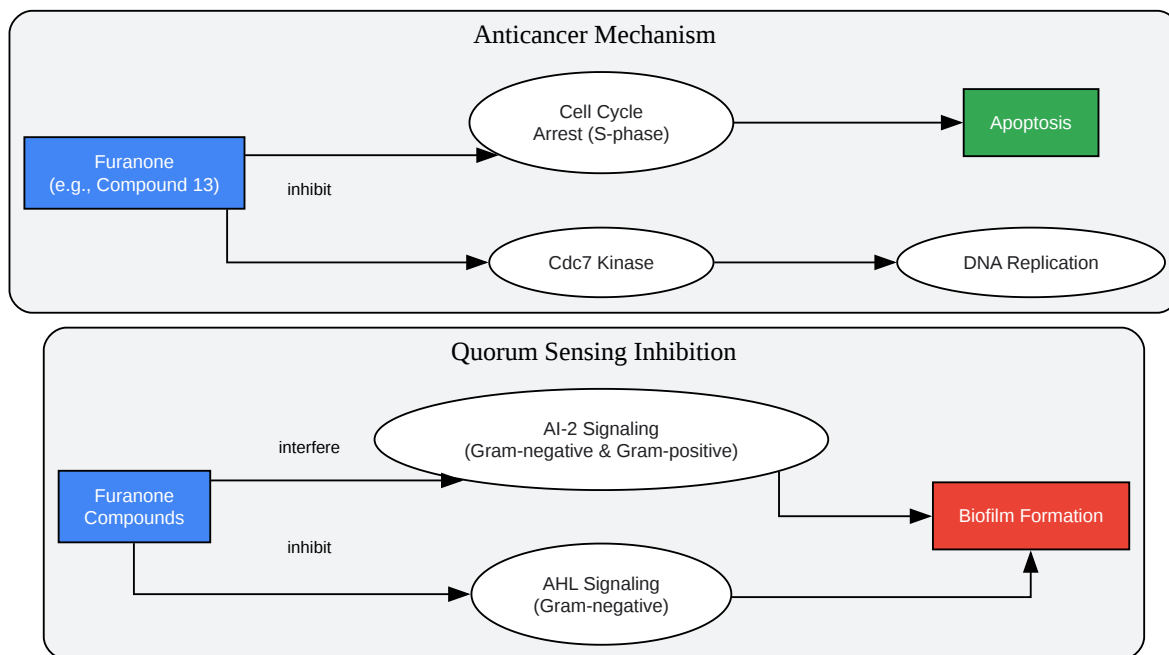 Anticancer Mechanism
Cell Cycle
Arrest (S-phase)
Apoptosis
Furanone
(e.g., Compound 13)
inhibit
Cdc7 Kinase
DNA Replication
Quorum Sensing Inhibition
AI-2 Signaling
(Gram-negative & Gram-positive)
interfere
Furanone
Compounds
Biofilm Formation
inhibit
AHL Signaling
(Gram-negative)